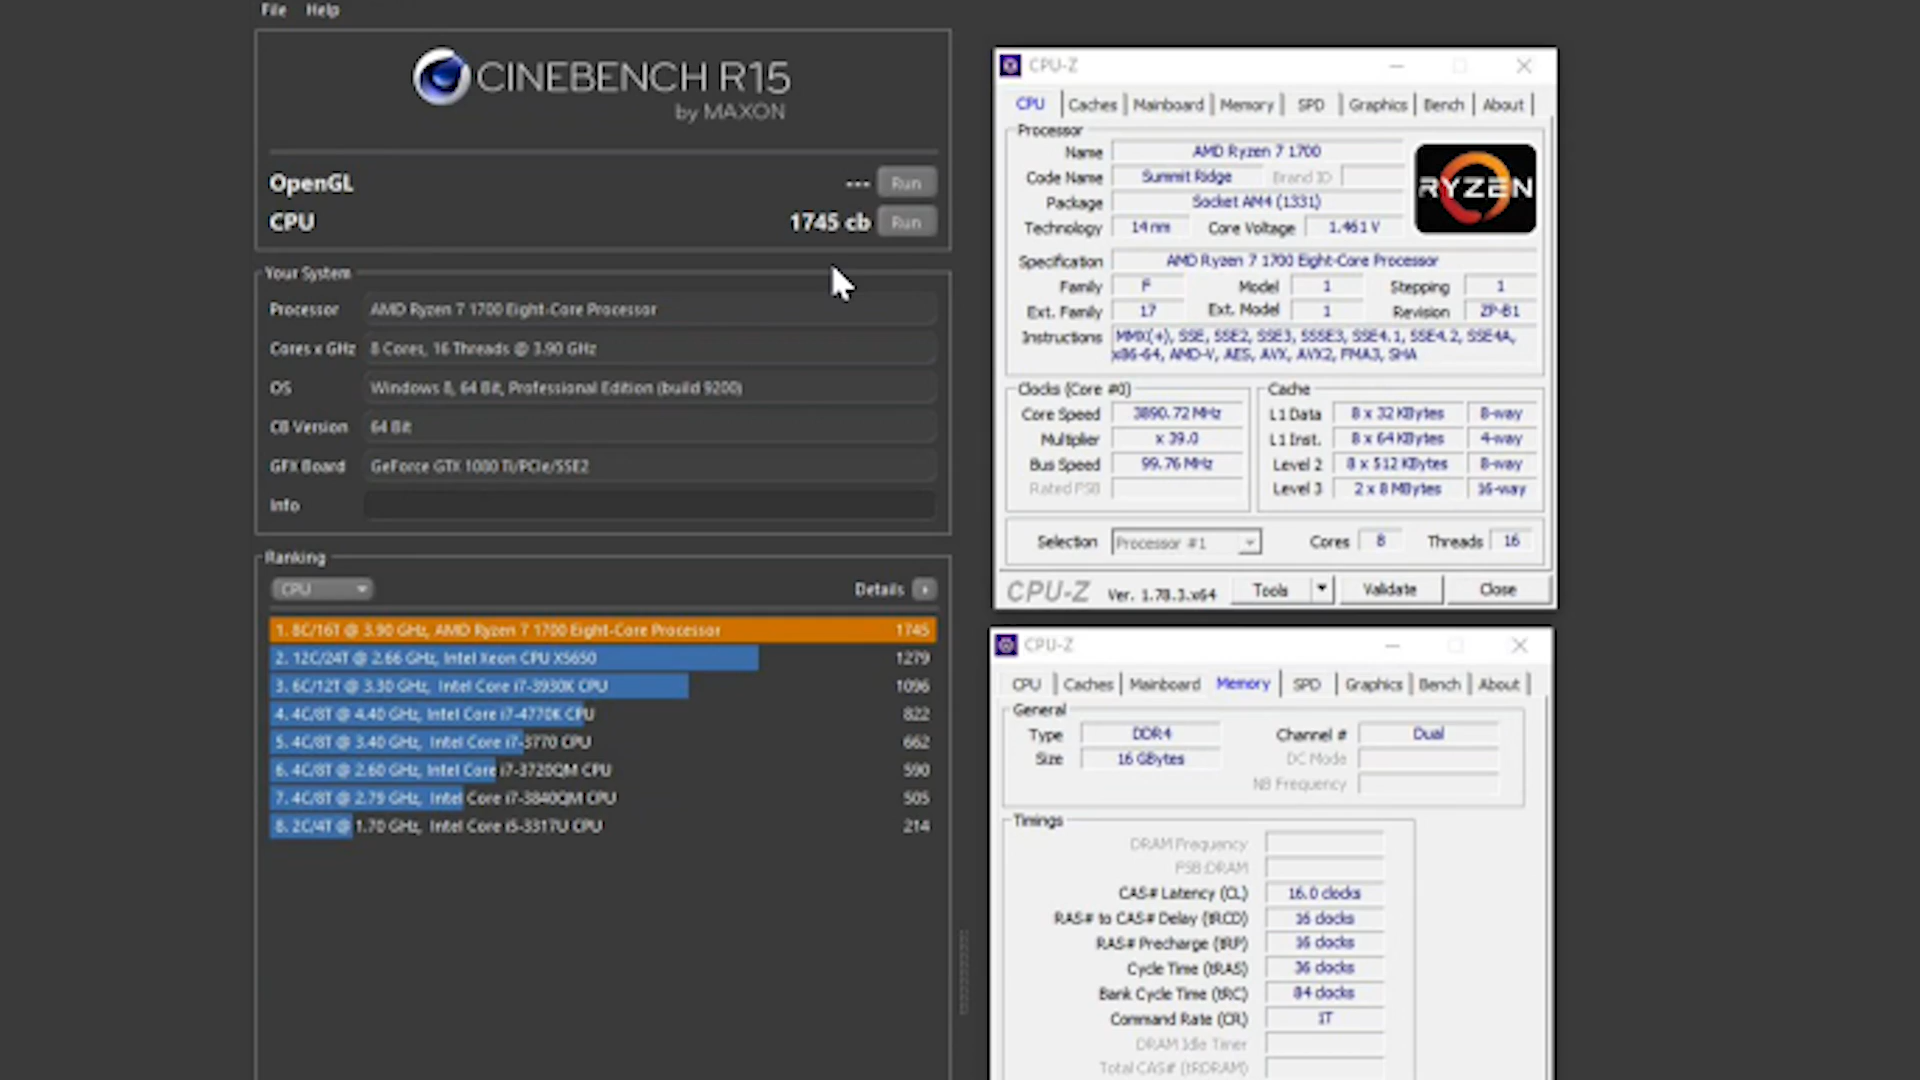 File Help
CINEBENCH R15
by MAXON
OpenGL --- Run
CPU 1745 cb Run
Your System
Processor AMD Ryzen 7 1700 Eight-Core Processor
Cores x GHz 8 Cores, 16 Threads @ 3.90 GHz
OS Windows 8, 64 Bit, Professional Edition (build 9200)
CB Version 64 Bit
GFX Board GeForce GTX 1080 Ti/PCIe/SSE2
Info
Ranking
CPU Details
1. 8C/16T @ 3.90 GHz, AMD Ryzen 7 1700 Eight-Core Processor 1745
2. 12C/24T @ 2.66 GHz, Intel Xeon CPU X5650 1279
3. 6C/12T @ 3.30 GHz, Intel Core i7-3930K CPU 1096
4. 4C/8T @ 4.40 GHz, Intel Core i7-4770K CPU 822
5. 4C/8T @ 3.40 GHz, Intel Core i7-3770 CPU 662
6. 4C/8T @ 2.60 GHz, Intel Core i7-3720QM CPU 590
7. 4C/8T @ 2.79 GHz, Intel Core i7-3840QM CPU 505
8. 2C/4T @ 1.70 GHz, Intel Core i5-3317U CPU 214
CPU-Z
CPU Caches Mainboard Memory SPD Graphics Bench About
Processor
Name AMD Ryzen 7 1700
Code Name Summit Ridge Brand ID
Package Socket AM4 (1331)
Technology 14 nm Core Voltage 1.461 V
RYZEN
Specification AMD Ryzen 7 1700 Eight-Core Processor
Family F Model 1 Stepping 1
Ext. Family 17 Ext. Model 1 Revision ZP-B1
Instructions MMX(+), SSE, SSE2, SSE3, SSSE3, SSE4.1, SSE4.2, SSE4A,
x86-64, AMD-V, AES, AVX, AVX2, FMA3, SHA
Clocks (Core #0) Cache
Core Speed 3890.72 MHz L1 Data 8 x 32 KBytes 8-way
Multiplier x 39.0 L1 Inst. 8 x 64 KBytes 4-way
Bus Speed 99.76 MHz Level 2 8 x 512 KBytes 8-way
Rated FSB Level 3 2 x 8 MBytes 16-way
Selection Processor #1 Cores 8 Threads 16
CPU-Z Ver. 1.78.3.x64 Tools Validate Close
CPU-Z
CPU Caches Mainboard Memory SPD Graphics Bench About
General
Type DDR4 Channel # Dual
Size 16 GBytes DC Mode
NB Frequency
Timings
DRAM Frequency
FSB:DRAM
CAS# Latency (CL) 16.0 clocks
RAS# to CAS# Delay (tRCD) 16 clocks
RAS# Precharge (tRP) 16 clocks
Cycle Time (tRAS) 36 clocks
Bank Cycle Time (tRC) 84 clocks
Command Rate (CR) 1T
DRAM Idle Timer
Total CAS# (tRDRAM)